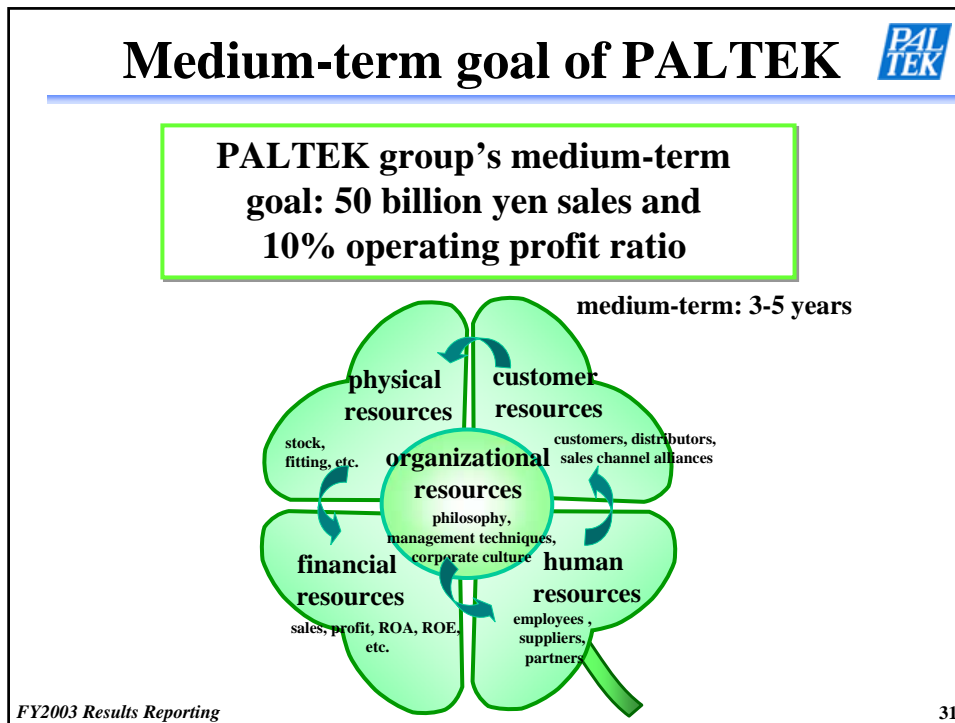 Medium-term goal of PALTEK
PAL
TEK
PALTEK group’s medium-term
goal: 50 billion yen sales and
10% operating profit ratio
medium-term: 3-5 years
physical
resources
stock,
fitting, etc.
customer
resources
customers, distributors,
sales channel alliances
organizational
resources
philosophy,
management techniques,
corporate culture
financial
resources
sales, profit, ROA, ROE,
etc.
human
resources
employees ,
suppliers,
partners
FY2003 Results Reporting
31